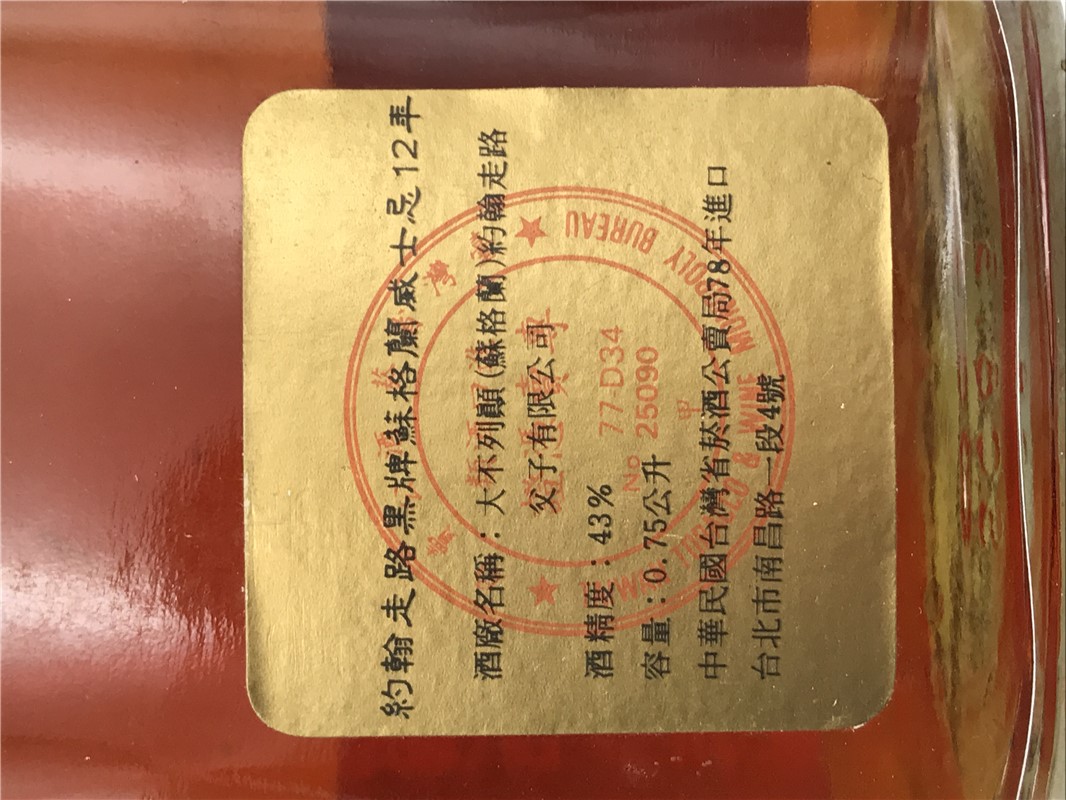 約翰走路黑牌蘇格蘭威士忌12年
酒廠名稱：大不列顛(蘇格蘭)約翰走路
父子有限公司
酒精度：43%
容量：0.75公升
中華民國台灣省菸酒公賣局78年進口
台北市南昌路一段4號
77-D34
No 25090
甲
TOBACCO & WINE MONOPOLY BUREAU